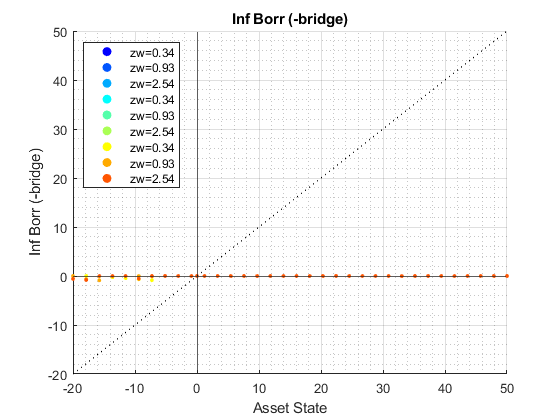 Inf Borr (-bridge)
50
40
30
20
10
0
-10
-20
Inf Borr (-bridge)
zw=0.34
zw=0.93
zw=2.54
zw=0.34
zw=0.93
zw=2.54
zw=0.34
zw=0.93
zw=2.54
-20 -10 0 10 20 30 40 50
Asset State